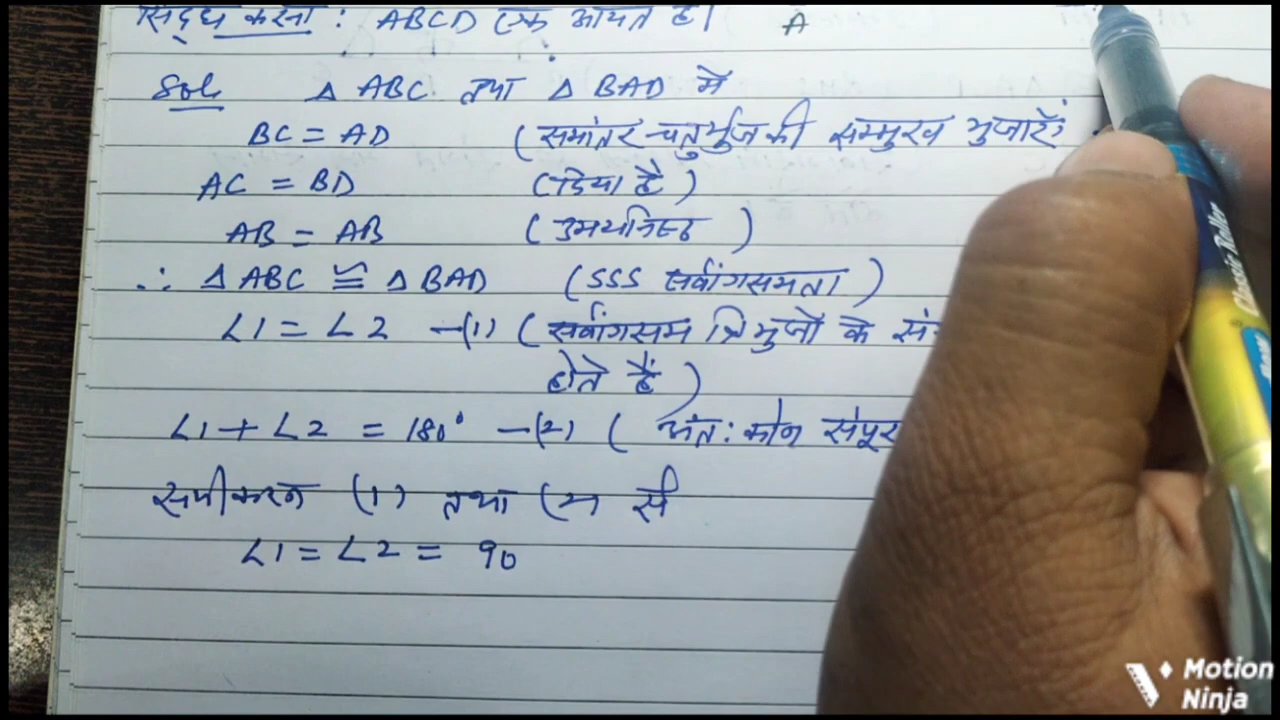 सिद्ध करना : ABCD एक आयत है। A
Sol: △ ABC तथा △ BAD में
BC = AD (समांतर चतुर्भुज की सम्मुख भुजाएं
AC = BD (दिया है)
AB = AB (उभयनिष्ठ)
∴ △ ABC ≅ △ BAD (SSS सर्वांगसमता)
∠1 = ∠2 —(1) (सर्वांगसम त्रिभुजों के सं
होते हैं)
∠1 + ∠2 = 180° —(2) (अंत: कोण संपूर
समीकरण (1) तथा (2) से
∠1 = ∠2 = 90
Classic Roller
Motion
Ninja